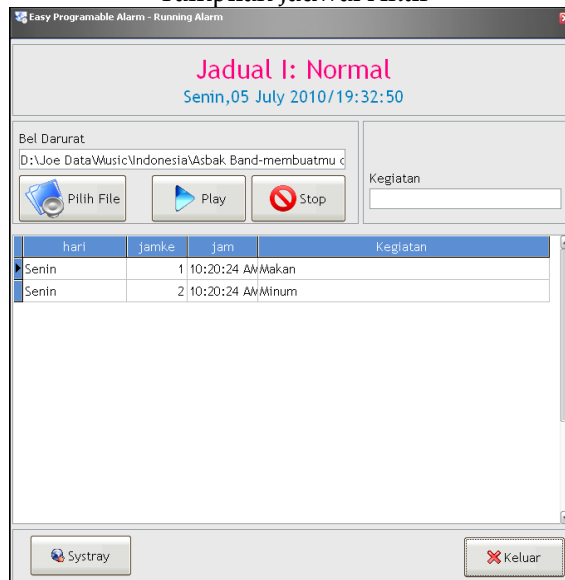 Easy Programable Alarm - Running Alarm
Jadual I: Normal
Senin,05 July 2010/19:32:50
Bel Darurat
D:\Joe Data\Music\Indonesia\Asbak Band-membuatmu
Pilih File
Play
Stop
Kegiatan
hari jamke jam Kegiatan
Senin 1 10:20:24 AM Makan
Senin 2 10:20:24 AM Minum
Systray
Keluar